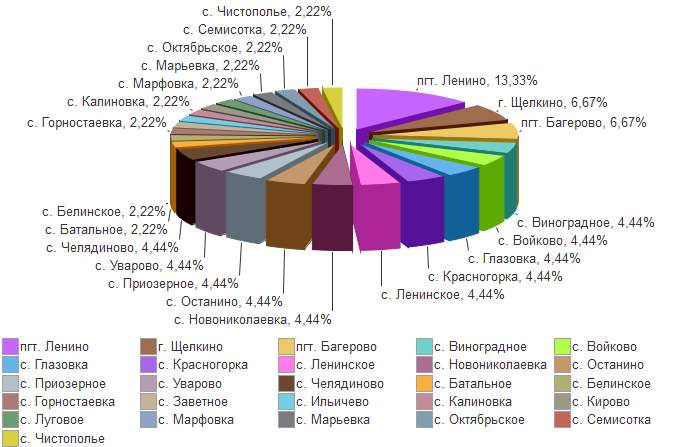 с. Чистополье, 2,22%
с. Семисотка, 2,22%
с. Октябрьское, 2,22%
с. Марьевка, 2,22%
с. Марфовка, 2,22%
с. Калиновка, 2,22%
с. Горностаевка, 2,22%
пгт. Ленино, 13,33%
г. Щелкино, 6,67%
пгт. Багерово, 6,67%
с. Белинское, 2,22%
с. Батальное, 2,22%
с. Челядиново, 4,44%
с. Уварово, 4,44%
с. Приозерное, 4,44%
с. Останино, 4,44%
с. Новониколаевка, 4,44%
с. Виноградное, 4,44%
с. Войково, 4,44%
с. Глазовка, 4,44%
с. Красногорка, 4,44%
с. Ленинское, 4,44%
пгт. Ленино г. Щелкино пгт. Багерово с. Виноградное с. Войково
с. Глазовка с. Красногорка с. Ленинское с. Новониколаевка с. Останино
с. Приозерное с. Уварово с. Челядиново с. Батальное с. Белинское
с. Горностаевка с. Заветное с. Ильичево с. Калиновка с. Кирово
с. Луговое с. Марфовка с. Марьевка с. Октябрьское с. Семисотка
с. Чистополье